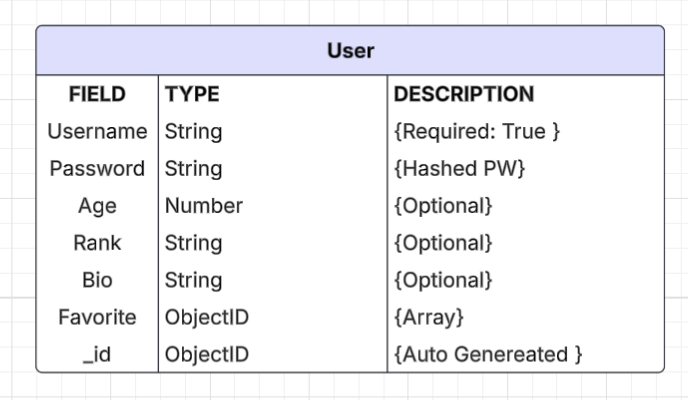 User
FIELD TYPE DESCRIPTION
Username String {Required: True }
Password String {Hashed PW}
Age Number {Optional}
Rank String {Optional}
Bio String {Optional}
Favorite ObjectID {Array}
_id ObjectID {Auto Genereated }